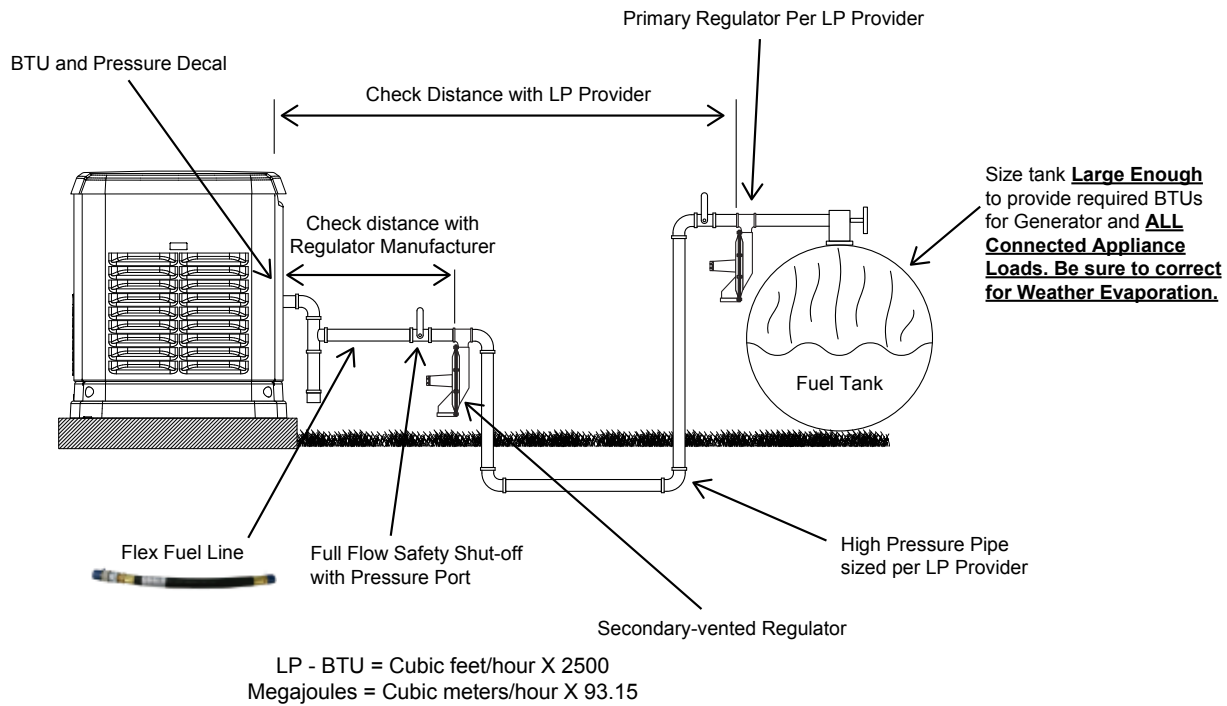 Primary Regulator Per LP Provider
BTU and Pressure Decal
Check Distance with LP Provider
Size tank Large Enough
to provide required BTUs
for Generator and ALL
Connected Appliance
Loads. Be sure to correct
for Weather Evaporation.
Check distance with
Regulator Manufacturer
Fuel Tank
Flex Fuel Line
Full Flow Safety Shut-off
with Pressure Port
High Pressure Pipe
sized per LP Provider
Secondary-vented Regulator
LP - BTU = Cubic feet/hour X 2500
Megajoules = Cubic meters/hour X 93.15